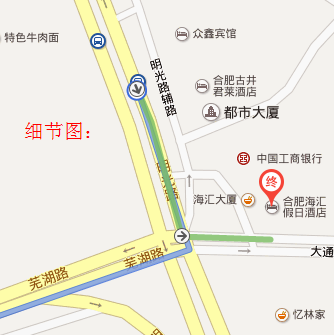 众鑫宾馆
特色牛肉面
明光路辅路
合肥古井
君莱酒店
都市大厦
细节图：
中国工商银行
明光路
终
海汇大厦
合肥海汇
假日酒店
芜湖路
芜湖路
大通
忆林家